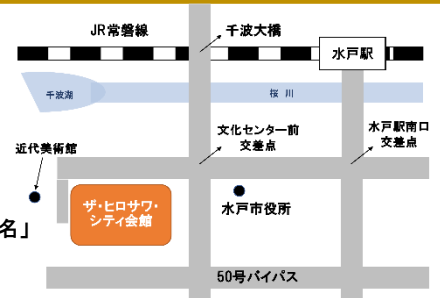 JR常磐線
千波大橋
水戸駅
千波湖
桜 川
文化センター前
交差点
水戸駅南口
交差点
近代美術館
ザ・ヒロサワ・
シティ会館
水戸市役所
名」
50号バイパス